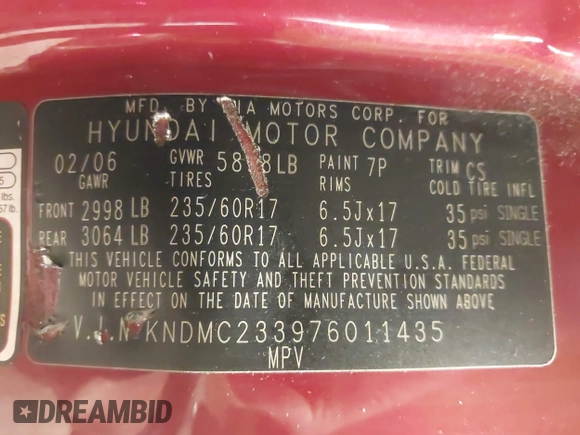 MFD. BY KIA MOTORS CORP. FOR
HYUNDAI MOTOR COMPANY
02/06 GVWR LB PAINT 7P TRIM CS
GAWR TIRES RIMS COLD TIRE INFL
FRONT 2998 LB 235/60R17 6.5Jx17 35 psi SINGLE
REAR 3064 LB 235/60R17 6.5Jx17 35 psi SINGLE
THIS VEHICLE CONFORMS TO ALL APPLICABLE U.S.A. FEDERAL
MOTOR VEHICLE SAFETY AND THEFT PREVENTION STANDARDS
IN EFFECT ON THE DATE OF MANUFACTURE SHOWN ABOVE
V.I.N KNDMC233976011435
MPV
lbs.
DREAMBID